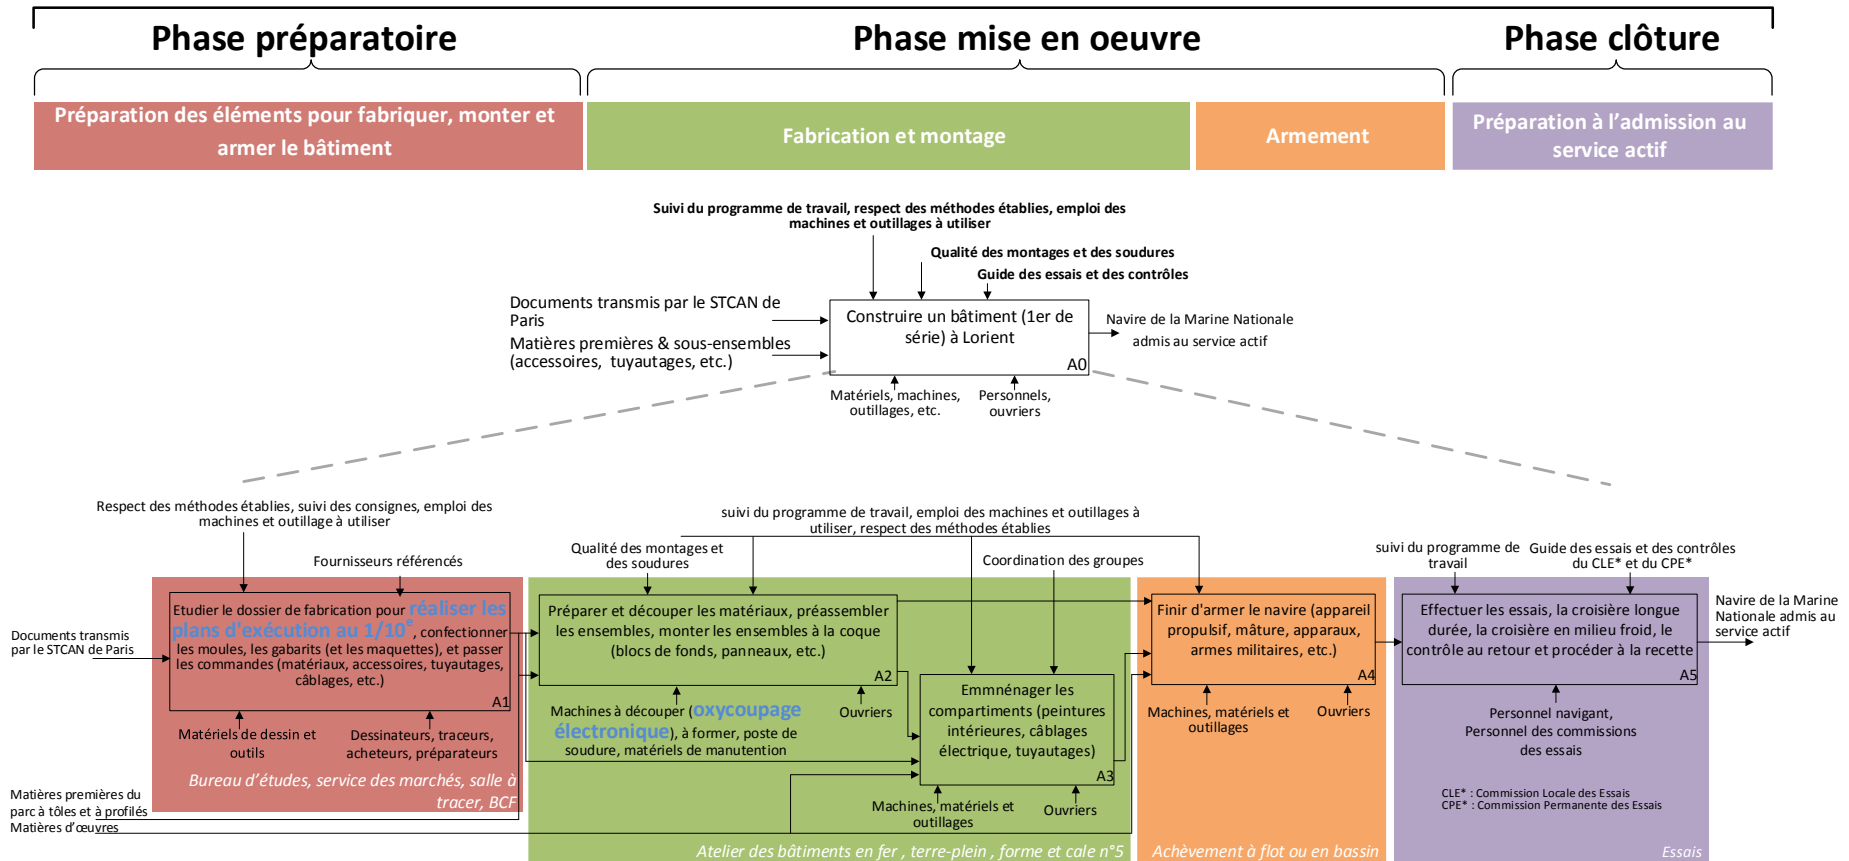 Phase préparatoire
Phase mise en oeuvre
Phase clôture
Préparation des éléments pour fabriquer, monter et
armer le bâtiment
Fabrication et montage
Armement
Préparation à l’admission au
service actif
Suivi du programme de travail, respect des méthodes établies, emploi des
machines et outillages à utiliser
Qualité des montages et des soudures
Guide des essais et des contrôles
Documents transmis par le STCAN de
Paris
Matières premières & sous-ensembles
(accessoires, tuyautages, etc.)
Construire un bâtiment (1er de
série) à Lorient
A0
Navire de la Marine Nationale
admis au service actif
Matériels, machines,
outillages, etc.
Personnels,
ouvriers
Respect des méthodes établies, suivi des consignes, emploi des
machines et outillage à utiliser
Fournisseurs référencés
Documents transmis
par le STCAN de Paris
Etudier le dossier de fabrication pour réaliser les
plans d'exécution au 1/10e, confectionner
les moules, les gabarits (et les maquettes), et passer
les commandes (matériaux, accessoires, tuyautages,
câblages, etc.)
A1
Matériels de dessin et
outils
Dessinateurs, traceurs,
acheteurs, préparateurs
Bureau d’études, service des marchés, salle à
tracer, BCF
Matières premières du
parc à tôles et à profilés
Matières d’œuvres
suivi du programme de travail, emploi des machines et outillages à
utiliser, respect des méthodes établies
Qualité des montages et
des soudures
Coordination des groupes
Préparer et découper les matériaux, préassembler
les ensembles, monter les ensembles à la coque
(blocs de fonds, panneaux, etc.)
A2
Machines à découper (oxycoupage
électronique), à former, poste de
soudure, matériels de manutention
Ouvriers
Emmnénager les
compartiments (peintures
intérieures, câblages
électrique, tuyautages)
A3
Machines, matériels et
outillages
Ouvriers
Atelier des bâtiments en fer , terre-plein , forme et cale n°5
Finir d'armer le navire (appareil
propulsif, mâture, apparaux,
armes militaires, etc.)
A4
Machines, matériels et
outillages
Ouvriers
Achèvement à flot ou en bassin
suivi du programme de
travail
Guide des essais et des contrôles
du CLE* et du CPE*
Effectuer les essais, la croisière longue
durée, la croisière en milieu froid, le
contrôle au retour et procéder à la recette
A5
Navire de la Marine
Nationale admis au
service actif
Personnel navigant,
Personnel des commissions
des essais
CLE* : Commission Locale des Essais
CPE* : Commission Permanente des Essais
Essais